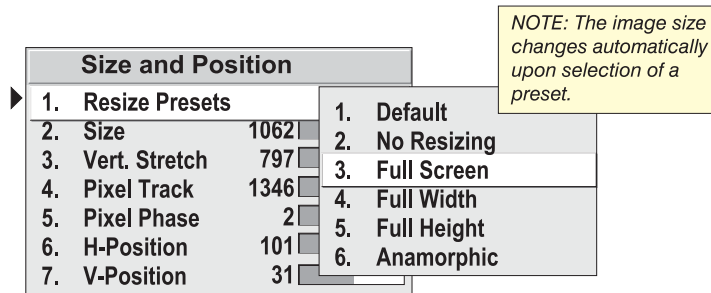 NOTE: The image size
changes automatically
upon selection of a
preset.
Size and Position
1. Resize Presets
2. Size 1062
3. Vert. Stretch 797
4. Pixel Track 1346
5. Pixel Phase 2
6. H-Position 101
7. V-Position 31
1. Default
2. No Resizing
3. Full Screen
4. Full Width
5. Full Height
6. Anamorphic